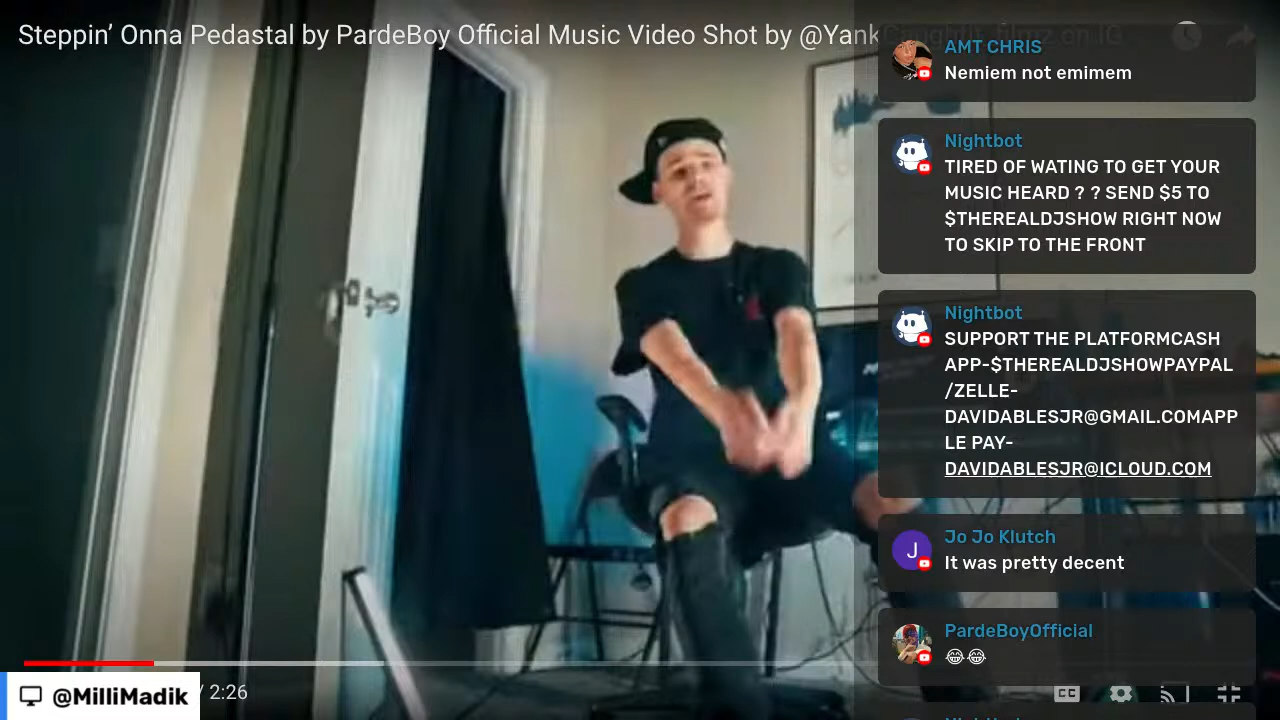 Steppin’ Onna Pedastal by PardeBoy Official Music Video Shot by @Yank
AMT CHRIS
Nemiem not emimem
Nightbot
TIRED OF WATING TO GET YOUR
MUSIC HEARD ? ? SEND $5 TO
$THEREALDJSHOW RIGHT NOW
TO SKIP TO THE FRONT
Nightbot
SUPPORT THE PLATFORMCASH
APP-$THEREALDJSHOWPAYPAL
/ZELLE-
DAVIDABLESJR@GMAIL.COMAPP
LE PAY-
DAVIDABLESJR@ICLOUD.COM
Jo Jo Klutch
J
It was pretty decent
PardeBoyOfficial
😂😂
@MilliMadik
/ 2:26
CC